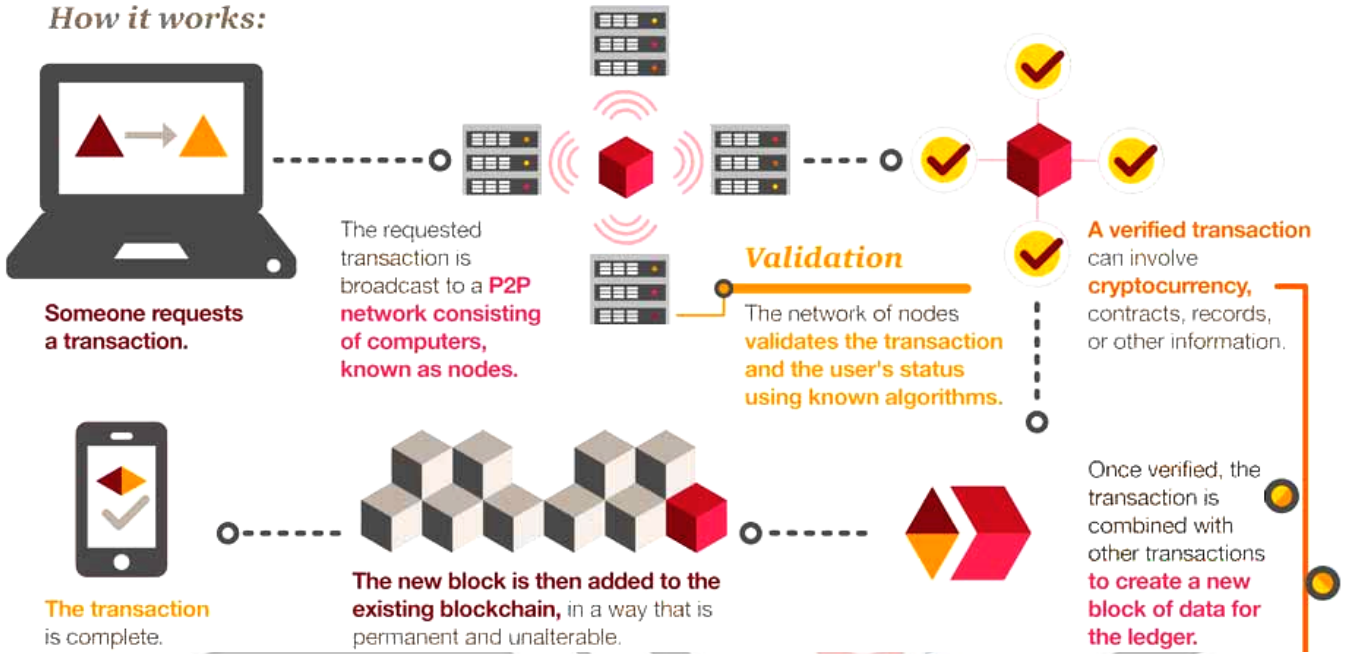 How it works:
Someone requests
a transaction.
The requested
transaction is
broadcast to a P2P
network consisting
of computers,
known as nodes.
Validation
The network of nodes
validates the transaction
and the user's status
using known algorithms.
A verified transaction
can involve
cryptocurrency,
contracts, records,
or other information.
Once verified, the
transaction is
combined with
other transactions
to create a new
block of data for
the ledger.
The new block is then added to the
existing blockchain, in a way that is
permanent and unalterable.
The transaction
is complete.